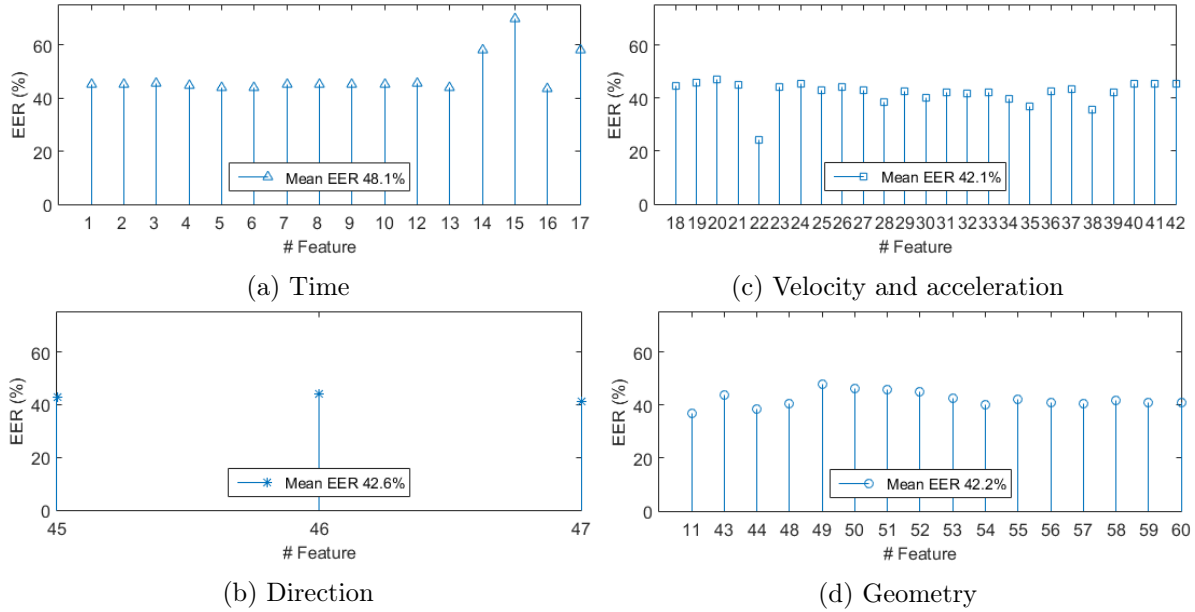 60
40
20
0
EER (%)
Mean EER 48.1%
1 2 3 4 5 6 7 8 9 10 12 13 14 15 16 17
# Feature
(a) Time
60
40
20
0
EER (%)
Mean EER 42.1%
18 19 20 21 22 23 24 25 26 27 28 29 30 31 32 33 34 35 36 37 38 39 40 41 42
# Feature
(c) Velocity and acceleration
60
40
20
0
EER (%)
Mean EER 42.6%
45 46 47
# Feature
(b) Direction
60
40
20
0
EER (%)
Mean EER 42.2%
11 43 44 48 49 50 51 52 53 54 55 56 57 58 59 60
# Feature
(d) Geometry